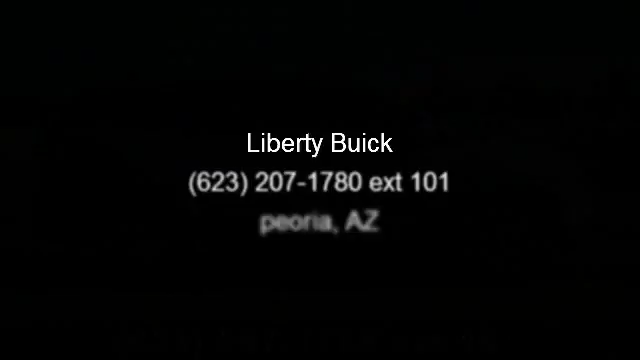 Liberty Buick
(623) 207-1780 ext 101
peoria, AZ